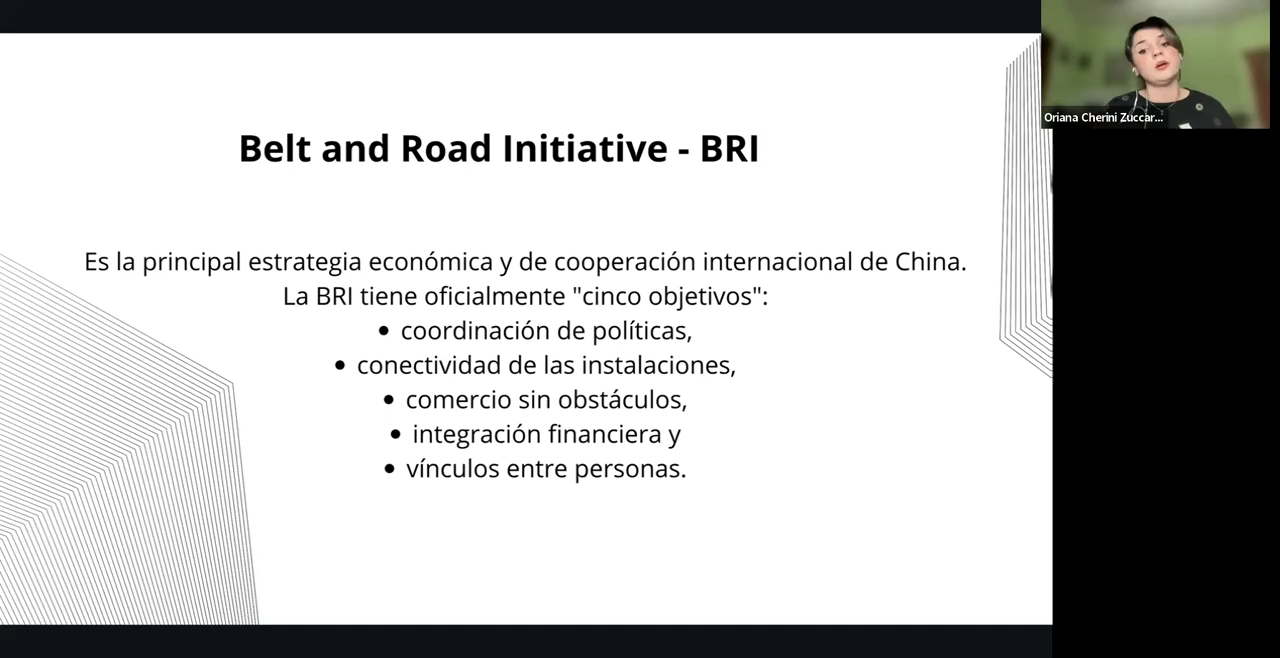 Belt and Road Initiative - BRI
Es la principal estrategia económica y de cooperación internacional de China.
La BRI tiene oficialmente "cinco objetivos":
• coordinación de políticas,
• conectividad de las instalaciones,
• comercio sin obstáculos,
• integración financiera y
• vínculos entre personas.
Oriana Cherini Zuccar...